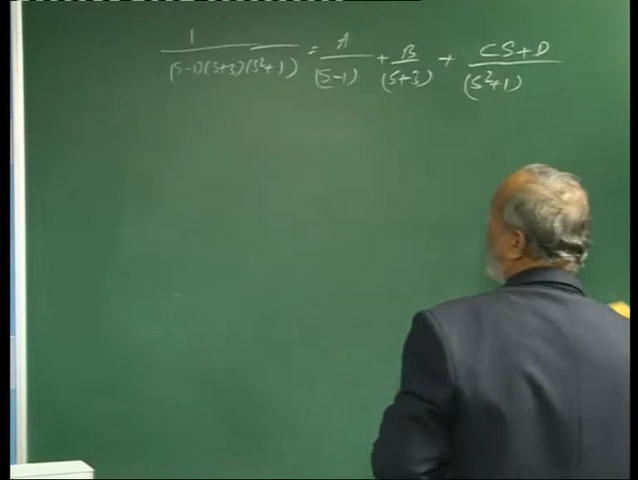 1/((S-1)(S+3)(S²+1)) = A/(S-1) + B/(S+3) + (CS+D)/(S²+1)